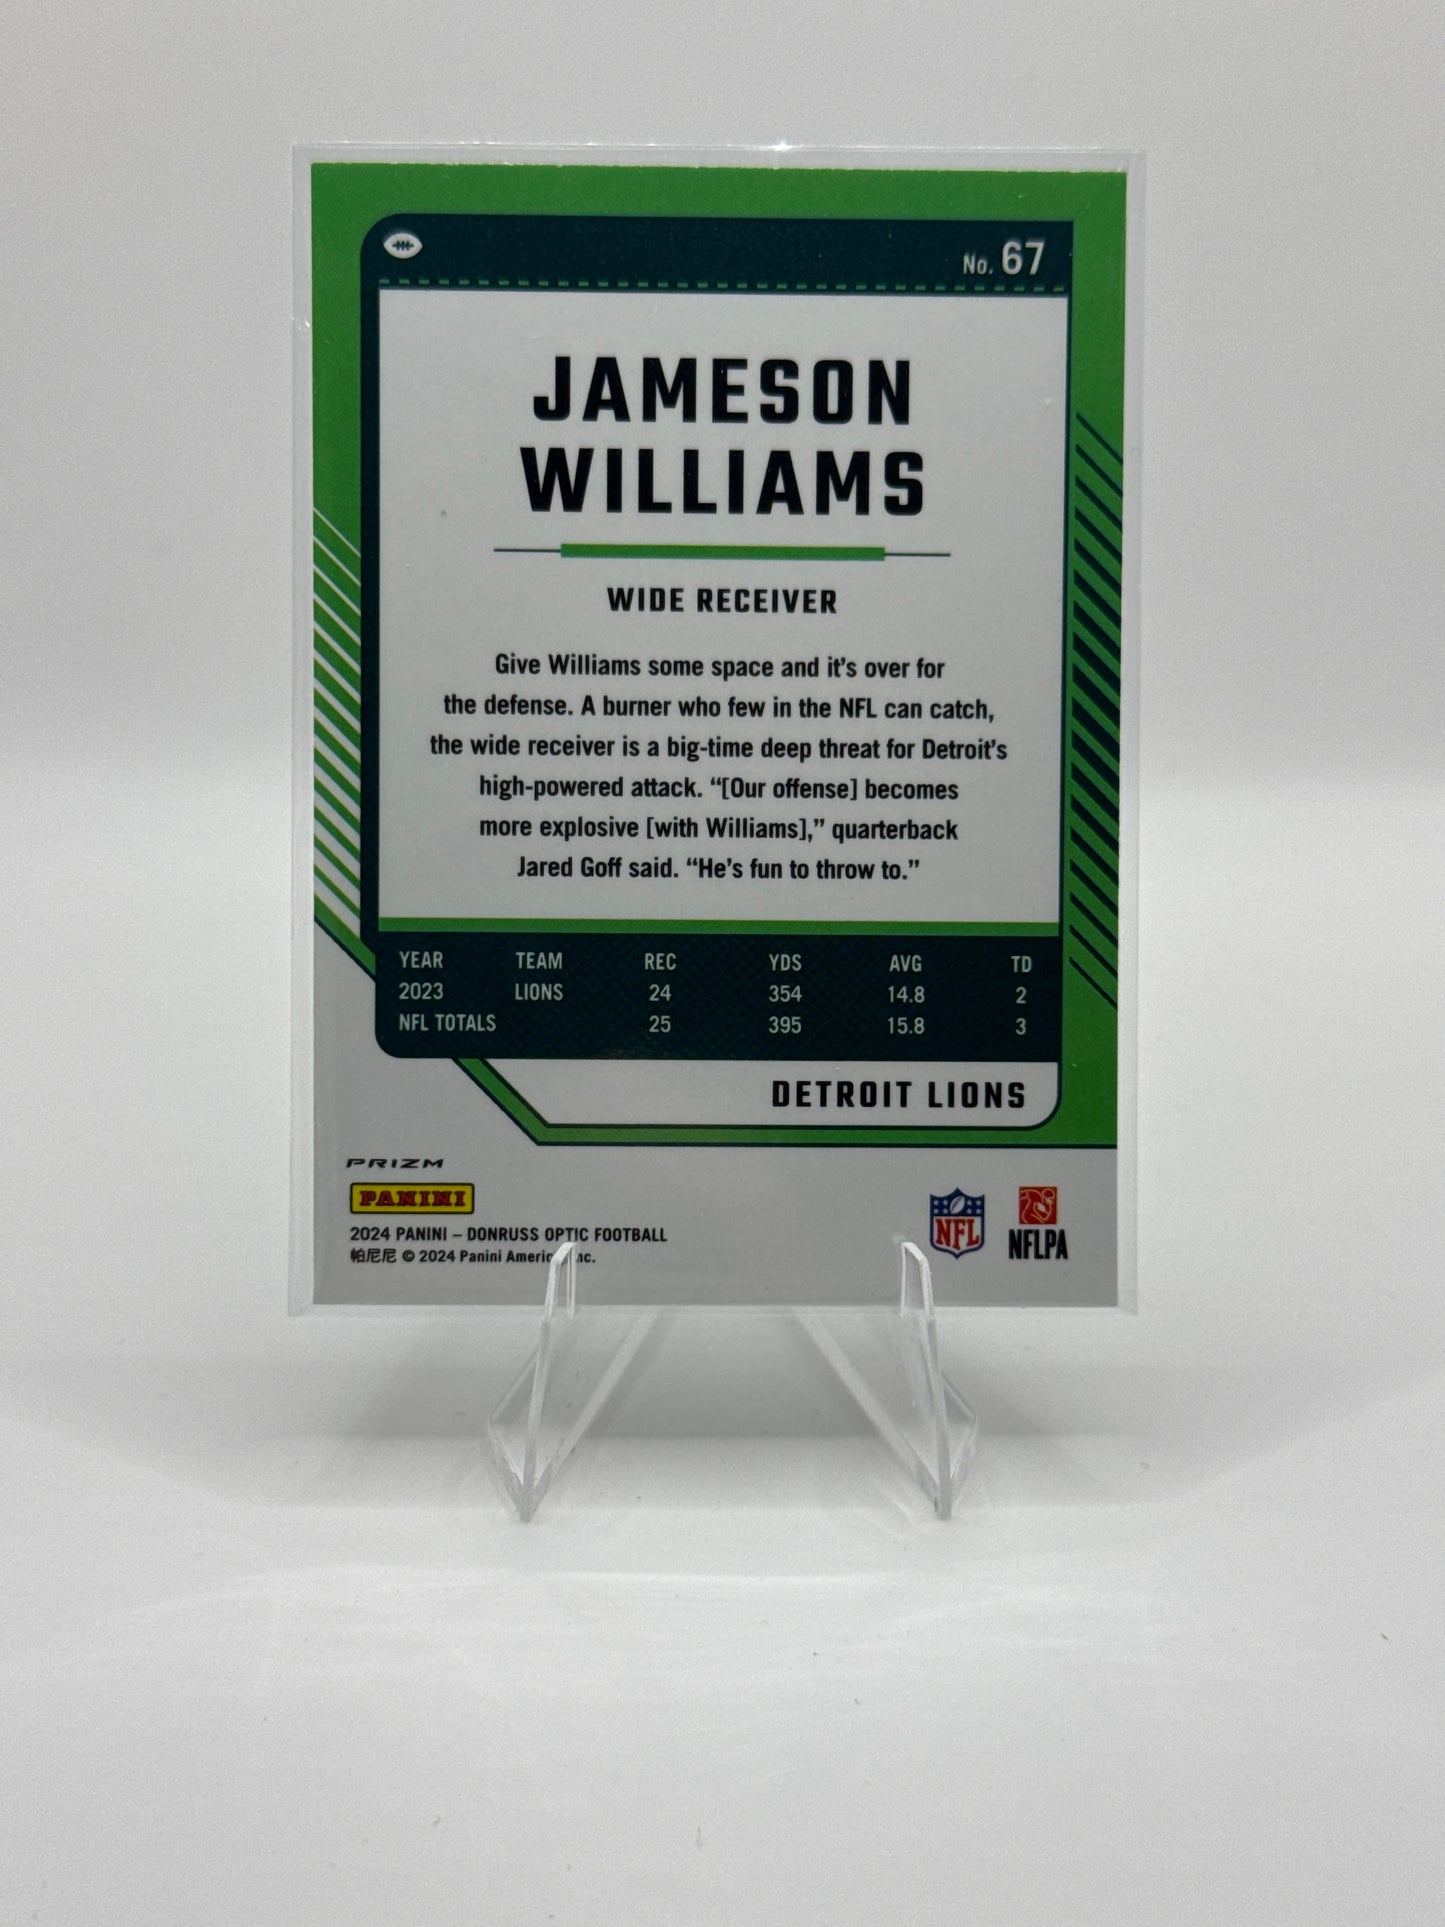 No. 67
JAMESON
WILLIAMS
WIDE RECEIVER
Give Williams some space and it's over for
the defense. A burner who few in the NFL can catch,
the wide receiver is a big-time deep threat for Detroit's
high-powered attack. “[Our offense] becomes
more explosive [with Williams],” quarterback
Jared Goff said. “He's fun to throw to.”
YEAR TEAM REC YDS AVG TD
2023 LIONS 24 354 14.8 2
NFL TOTALS 25 395 15.8 3
DETROIT LIONS
PRIZM
PANINI
2024 PANINI – DONRUSS OPTIC FOOTBALL
帕尼尼 © 2024 Panini America Inc.
NFL
NFLPA